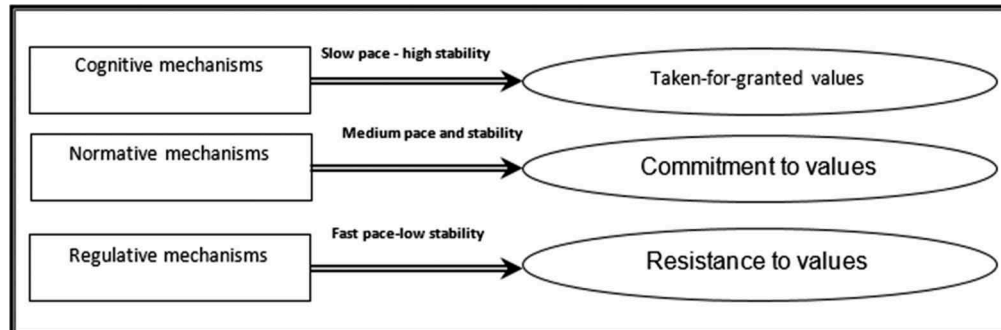 Cognitive mechanisms
Slow pace - high stability
Taken-for-granted values
Normative mechanisms
Medium pace and stability
Commitment to values
Regulative mechanisms
Fast pace-low stability
Resistance to values